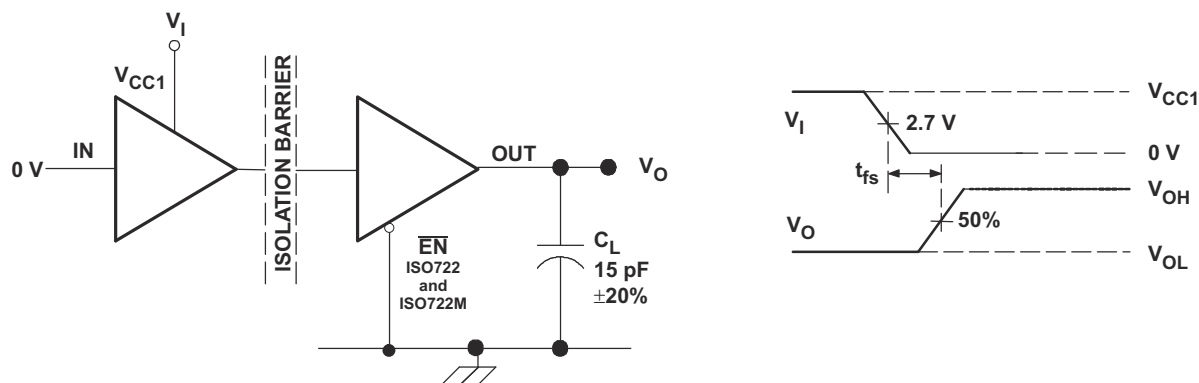 V_I
V_CC1
IN
0 V
ISOLATION BARRIER
OUT
V_O
EN
ISO722
and
ISO722M
C_L
15 pF
±20%
V_I
2.7 V
V_CC1
0 V
t_fs
V_O
50%
V_OH
V_OL